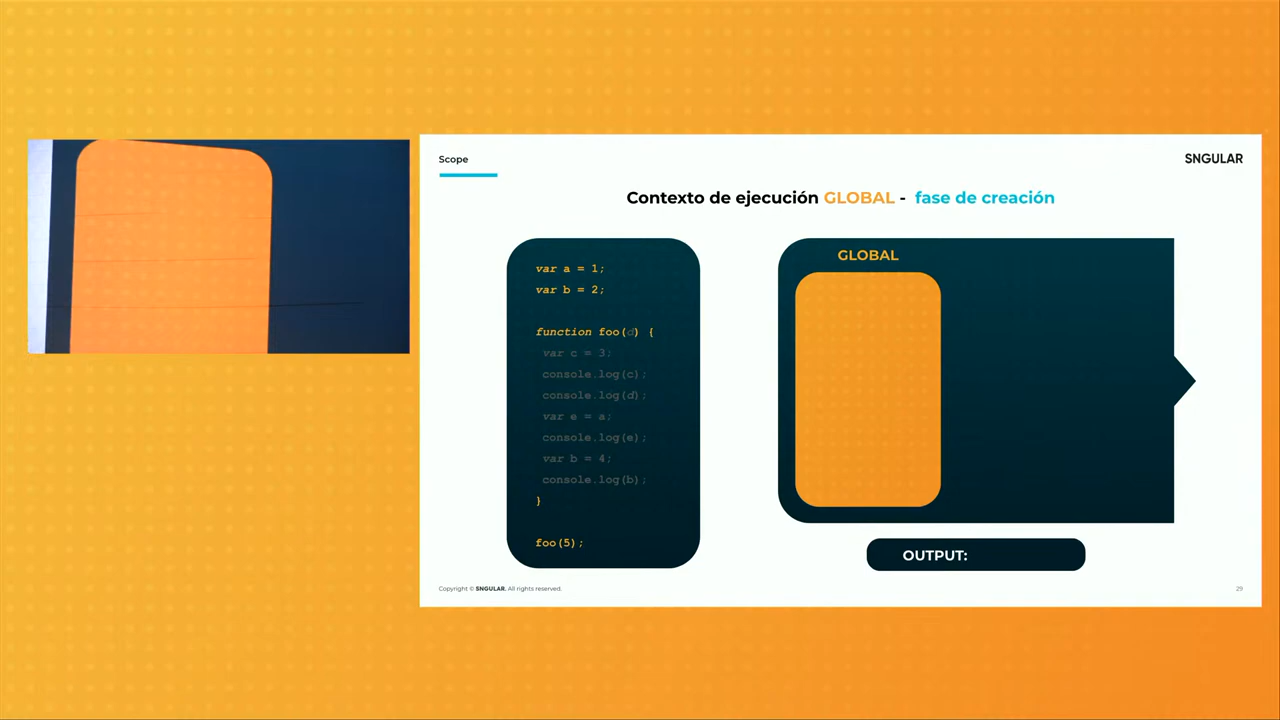 Scope
SNGULAR
Contexto de ejecución GLOBAL - fase de creación
var a = 1;
var b = 2;
function foo(d) {
var c = 3;
console.log(c);
console.log(d);
var e = a;
console.log(e);
var b = 4;
console.log(b);
}
foo(5);
GLOBAL
OUTPUT:
Copyright © SNGULAR. All rights reserved.
29